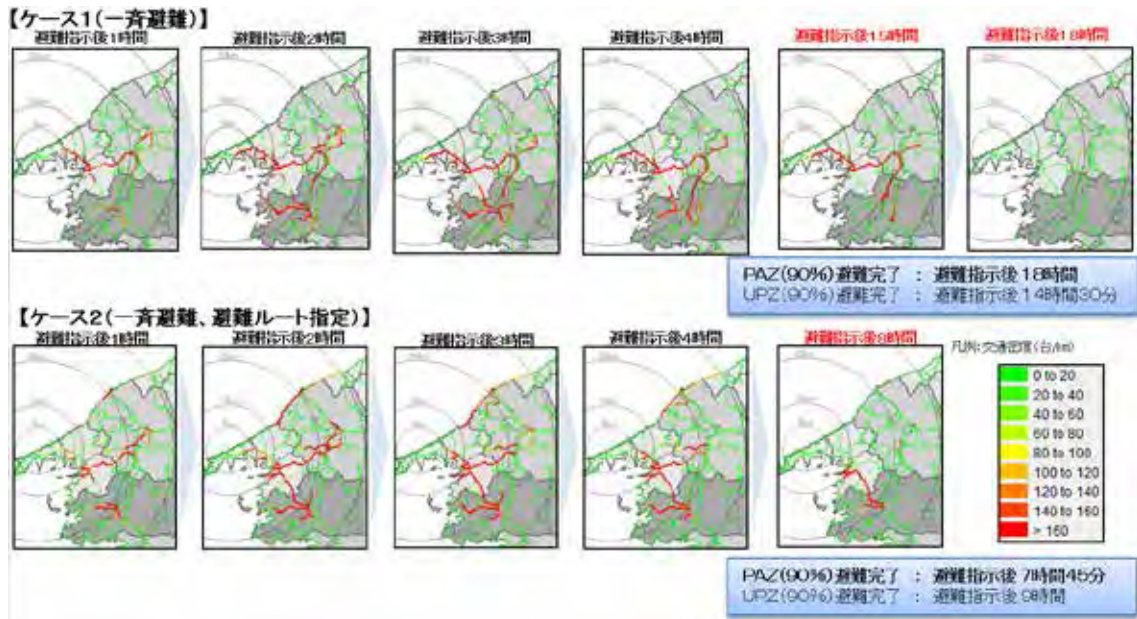 【ケース1(一斉避難)】
避難指示後1時間
避難指示後2時間
避難指示後3時間
避難指示後4時間
避難指示後15時間
避難指示後18時間
PAZ(90%)避難完了 : 避難指示後18時間
UPZ(90%)避難完了 : 避難指示後14時間30分
【ケース2(一斉避難、避難ルート指定)】
避難指示後1時間
避難指示後2時間
避難指示後3時間
避難指示後4時間
避難指示後9時間
凡例:交通密度(台/km)
0 to 20
20 to 40
40 to 60
60 to 80
80 to 100
100 to 120
120 to 140
140 to 160
> 160
PAZ(90%)避難完了 : 避難指示後 7時間45分
UPZ(90%)避難完了 : 避難指示後 9時間